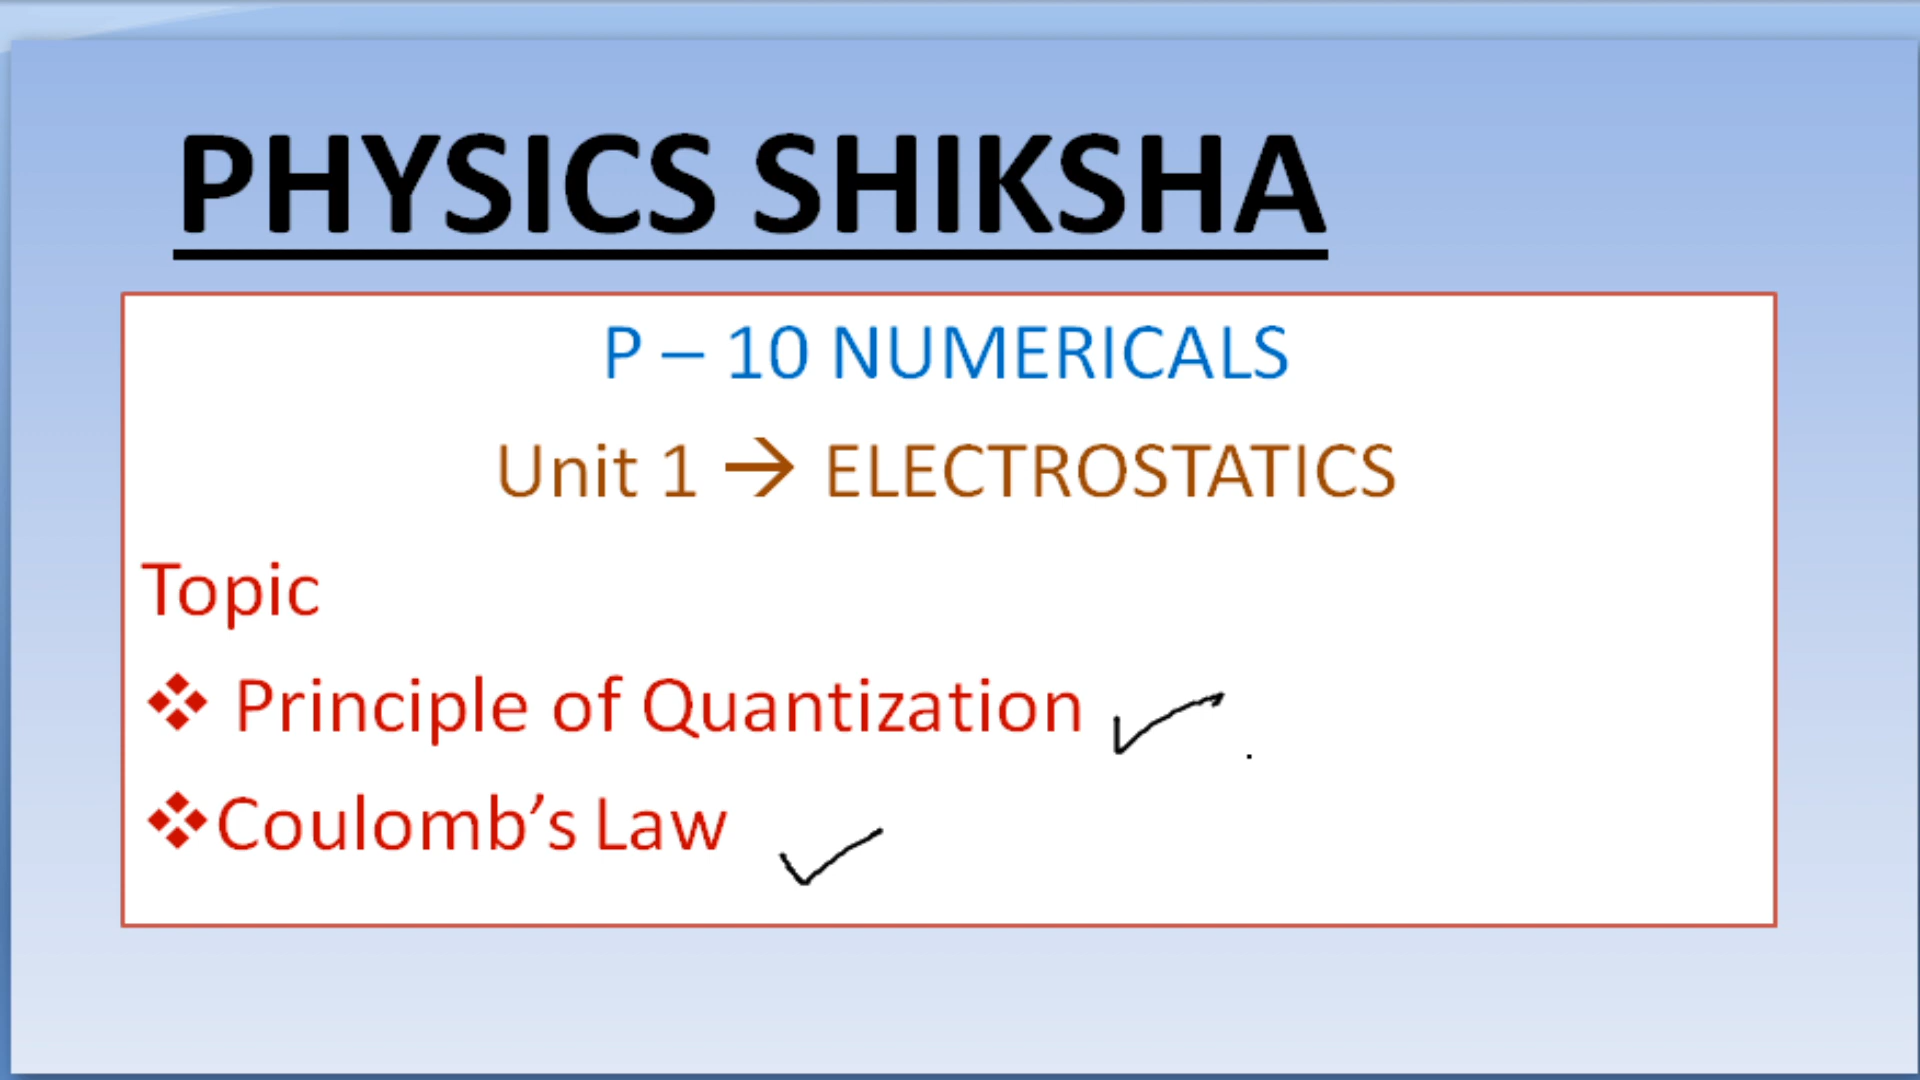 PHYSICS SHIKSHA
P – 10 NUMERICALS
Unit 1 → ELECTROSTATICS
Topic
❖ Principle of Quantization
❖Coulomb’s Law